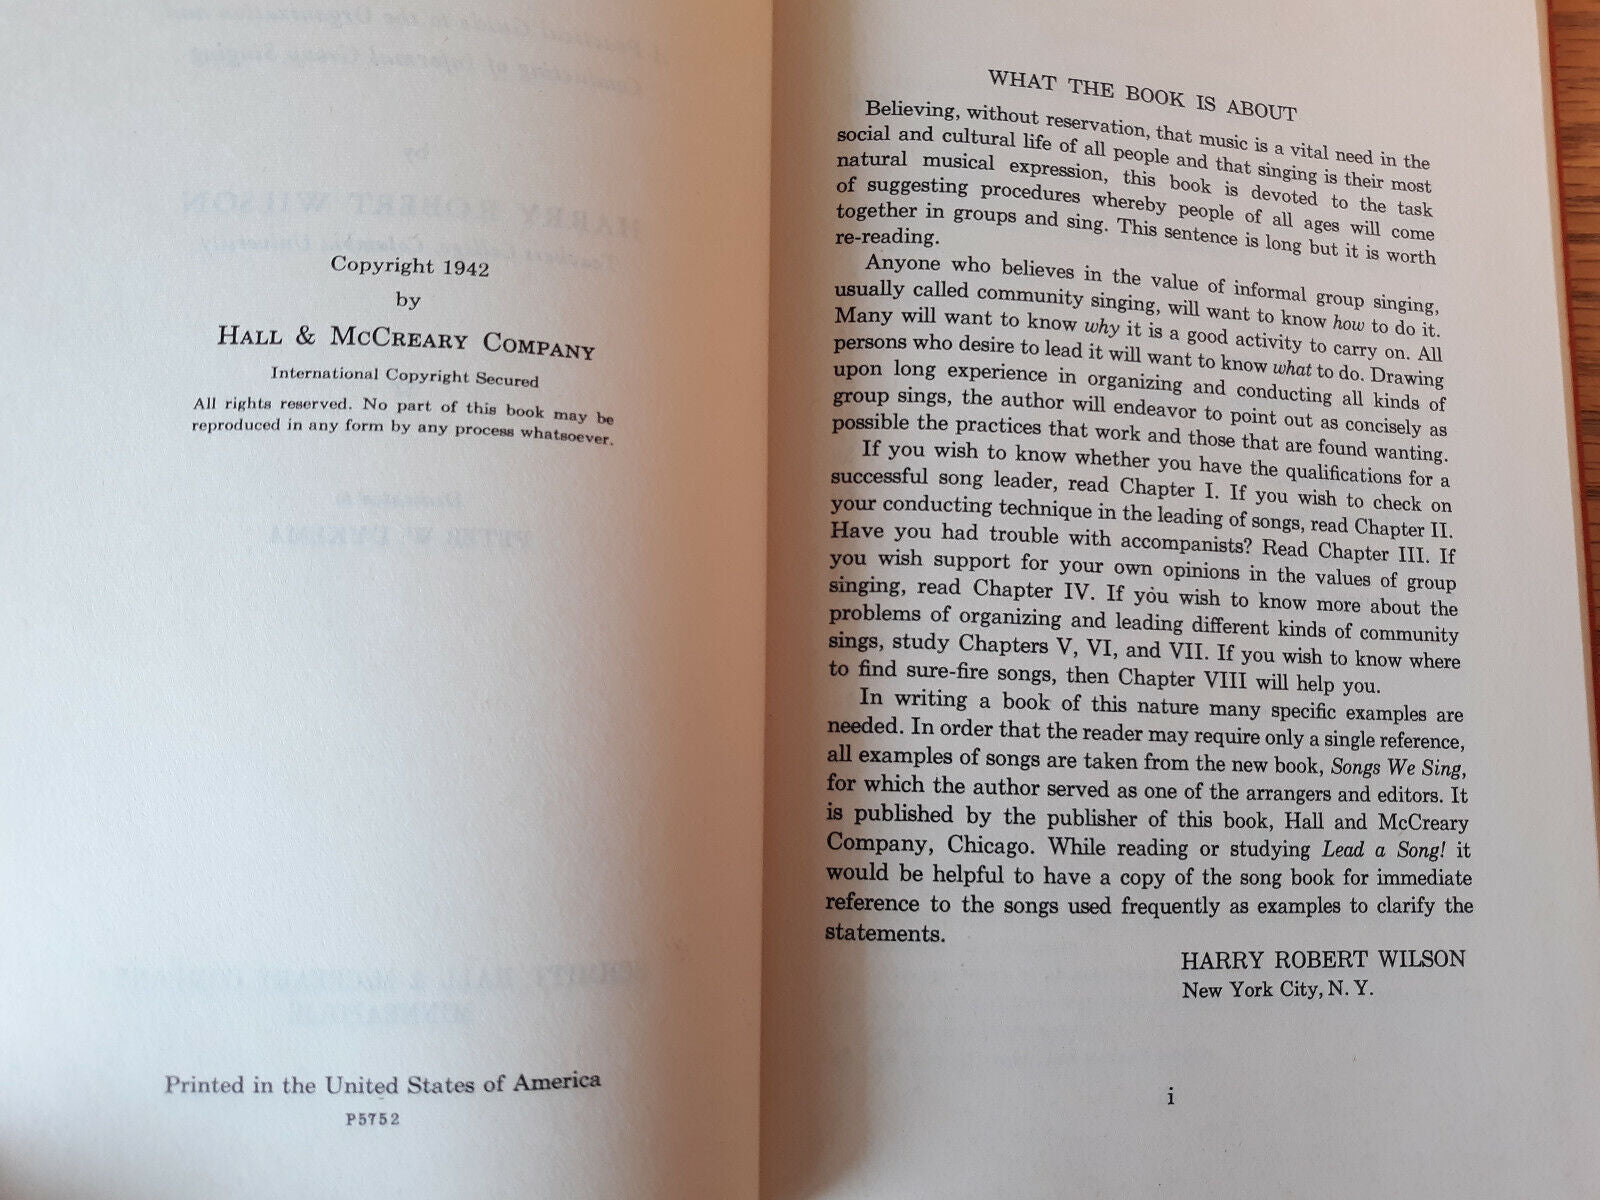 Copyright 1942
by
HALL & MCCREARY COMPANY
International Copyright Secured
All rights reserved. No part of this book may be
reproduced in any form by any process whatsoever.
Printed in the United States of America
P5752
WHAT THE BOOK IS ABOUT
Believing, without reservation, that music is a vital need in the
social and cultural life of all people and that singing is their most
natural musical expression, this book is devoted to the task
of suggesting procedures whereby people of all ages will come
together in groups and sing. This sentence is long but it is worth
re-reading.
Anyone who believes in the value of informal group singing,
usually called community singing, will want to know how to do it.
Many will want to know why it is a good activity to carry on. All
persons who desire to lead it will want to know what to do. Drawing
upon long experience in organizing and conducting all kinds of
group sings, the author will endeavor to point out as concisely as
possible the practices that work and those that are found wanting.
If you wish to know whether you have the qualifications for a
successful song leader, read Chapter I. If you wish to check on
your conducting technique in the leading of songs, read Chapter II.
Have you had trouble with accompanists? Read Chapter III. If
you wish support for your own opinions in the values of group
singing, read Chapter IV. If you wish to know more about the
problems of organizing and leading different kinds of community
sings, study Chapters V, VI, and VII. If you wish to know where
to find sure-fire songs, then Chapter VIII will help you.
In writing a book of this nature many specific examples are
needed. In order that the reader may require only a single reference,
all examples of songs are taken from the new book, Songs We Sing,
for which the author served as one of the arrangers and editors. It
is published by the publisher of this book, Hall and McCreary
Company, Chicago. While reading or studying Lead a Song! it
would be helpful to have a copy of the song book for immediate
reference to the songs used frequently as examples to clarify the
statements.
HARRY ROBERT WILSON
New York City, N. Y.
i